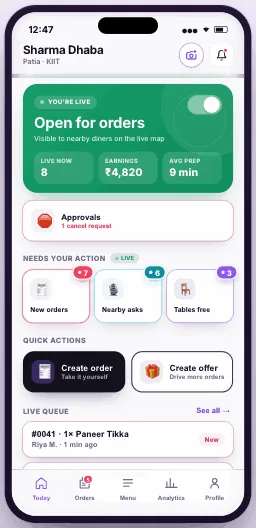 12:47
Sharma Dhaba
Patia · KIIT
YOU'RE LIVE
Open for orders
Visible to nearby diners on the live map
LIVE NOW
8
EARNINGS
₹4,820
AVG PREP
9 min
Approvals
1 cancel request
NEEDS YOUR ACTION
LIVE
7
New orders
6
Nearby asks
3
Tables free
QUICK ACTIONS
Create order
Take it yourself
Create offer
Drive more orders
LIVE QUEUE
See all →
#0041 · 1× Paneer Tikka
Riya M. · 1 min ago
Now
Today
Orders
Menu
Analytics
Profile